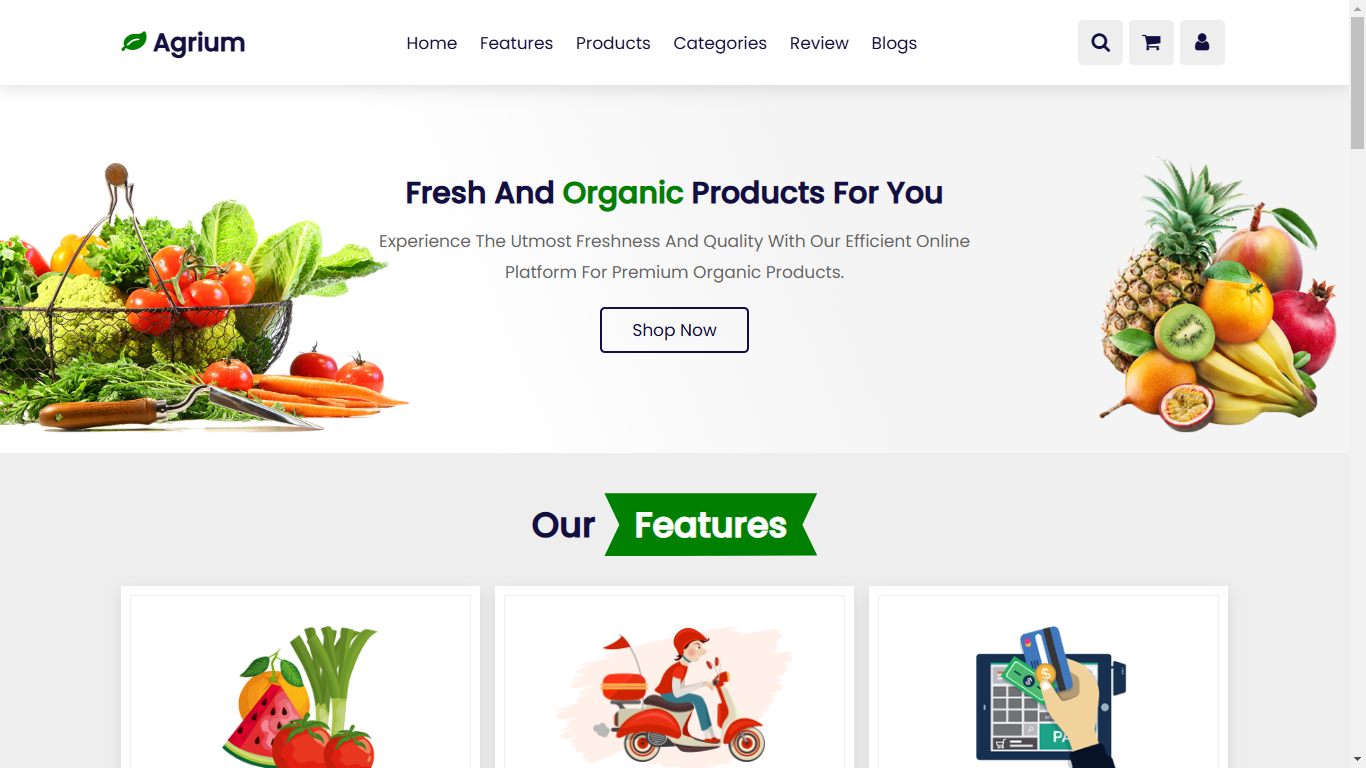 Agrium
Home Features Products Categories Review Blogs
Fresh And Organic Products For You
Experience The Utmost Freshness And Quality With Our Efficient Online
Platform For Premium Organic Products.
Shop Now
Our Features